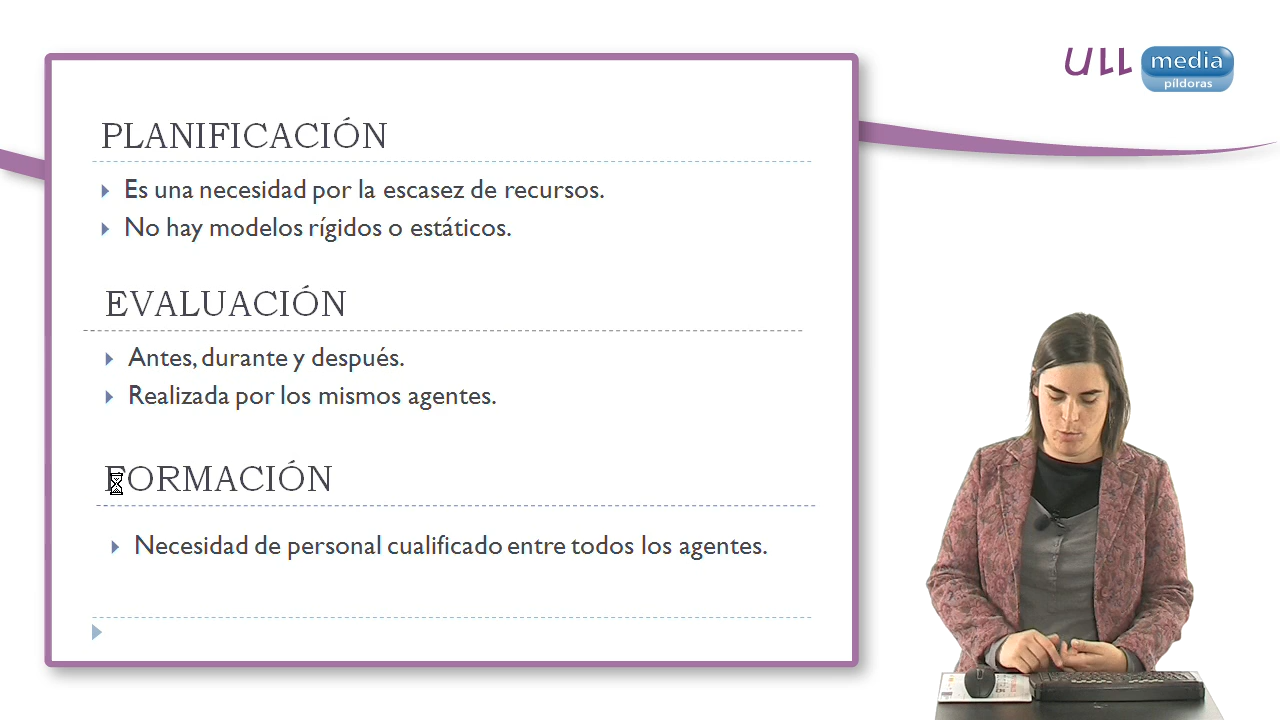 ULL
media
píldoras
PLANIFICACIÓN
Es una necesidad por la escasez de recursos.
No hay modelos rígidos o estáticos.
EVALUACIÓN
Antes, durante y después.
Realizada por los mismos agentes.
FORMACIÓN
Necesidad de personal cualificado entre todos los agentes.